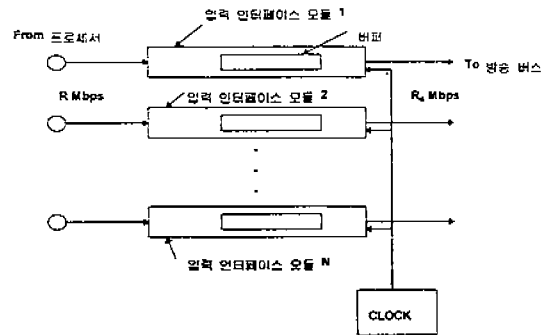 입력 인터페이스 모듈 1
From 프로세서
버퍼
To 방송 버스
R Mbps
입력 인터페이스 모듈 2
R Mbps
입력 인터페이스 모듈 N
CLOCK